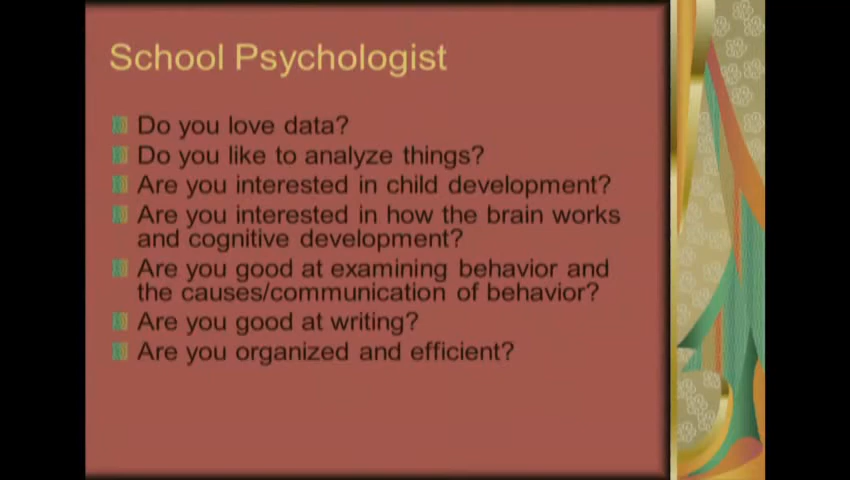 School Psychologist
Do you love data?
Do you like to analyze things?
Are you interested in child development?
Are you interested in how the brain works
and cognitive development?
Are you good at examining behavior and
the causes/communication of behavior?
Are you good at writing?
Are you organized and efficient?